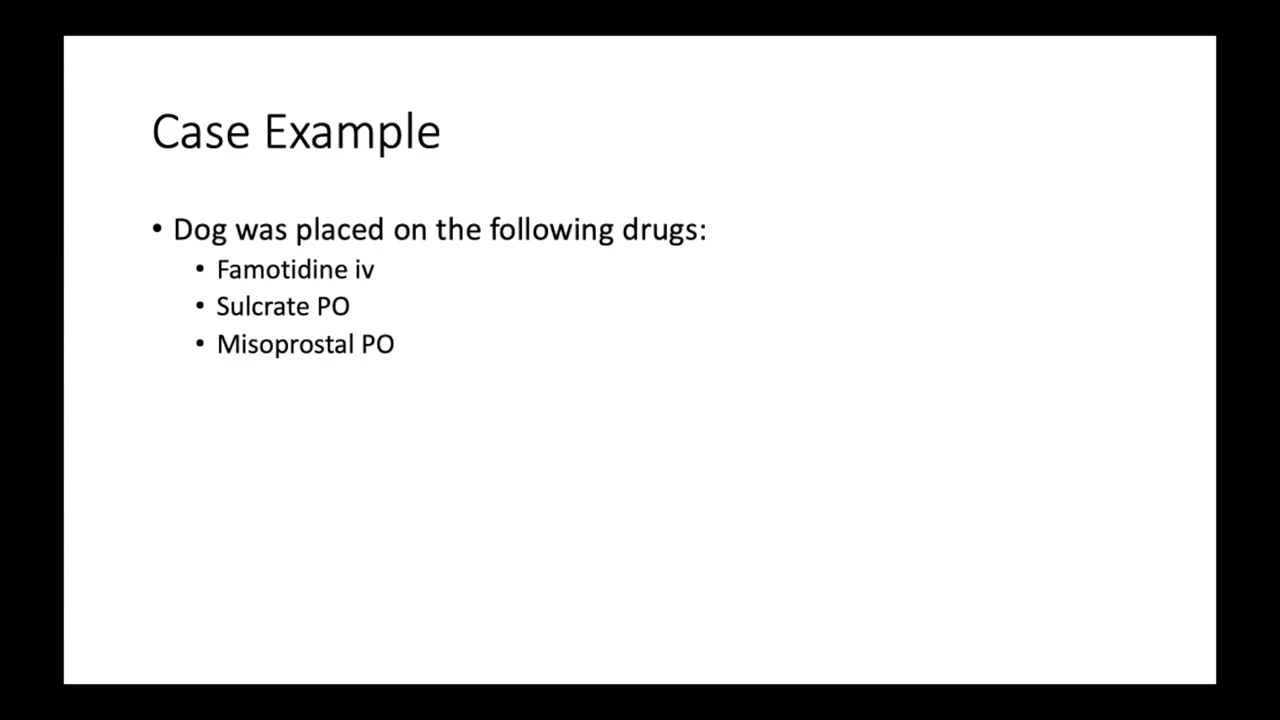 Case Example
• Dog was placed on the following drugs:
• Famotidine iv
• Sulcrate PO
• Misoprostal PO